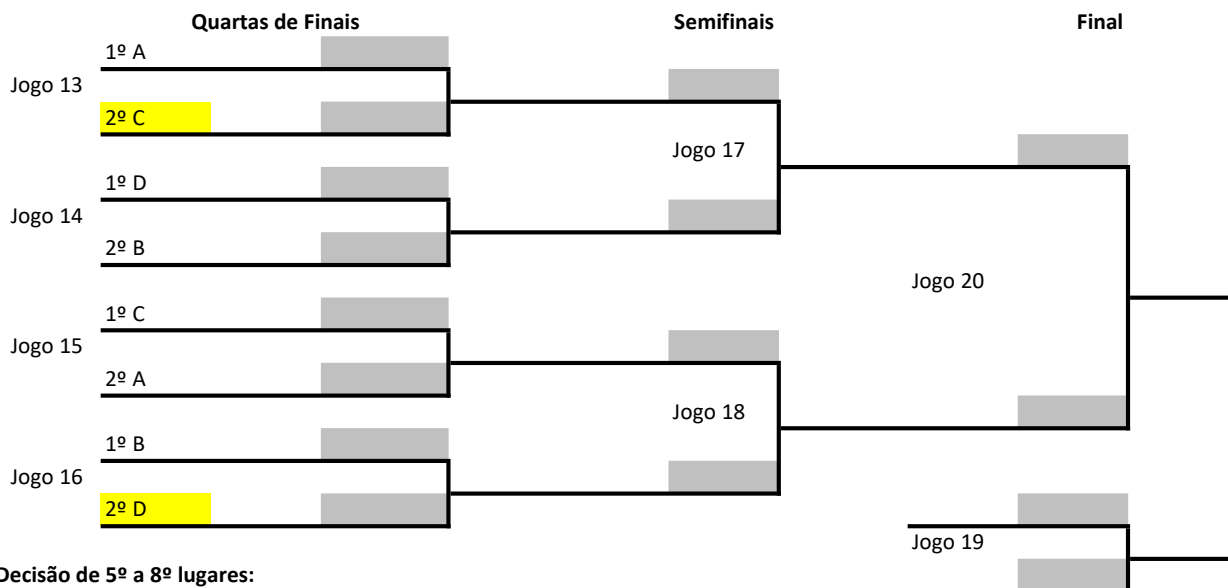 Quartas de Finais Semifinais Final
1º A
Jogo 13
2º C
Jogo 17
1º D
Jogo 14
2º B
Jogo 20
1º C
Jogo 15
2º A
Jogo 18
1º B
Jogo 16
2º D
Jogo 19
Decisão de 5º a 8º lugares: